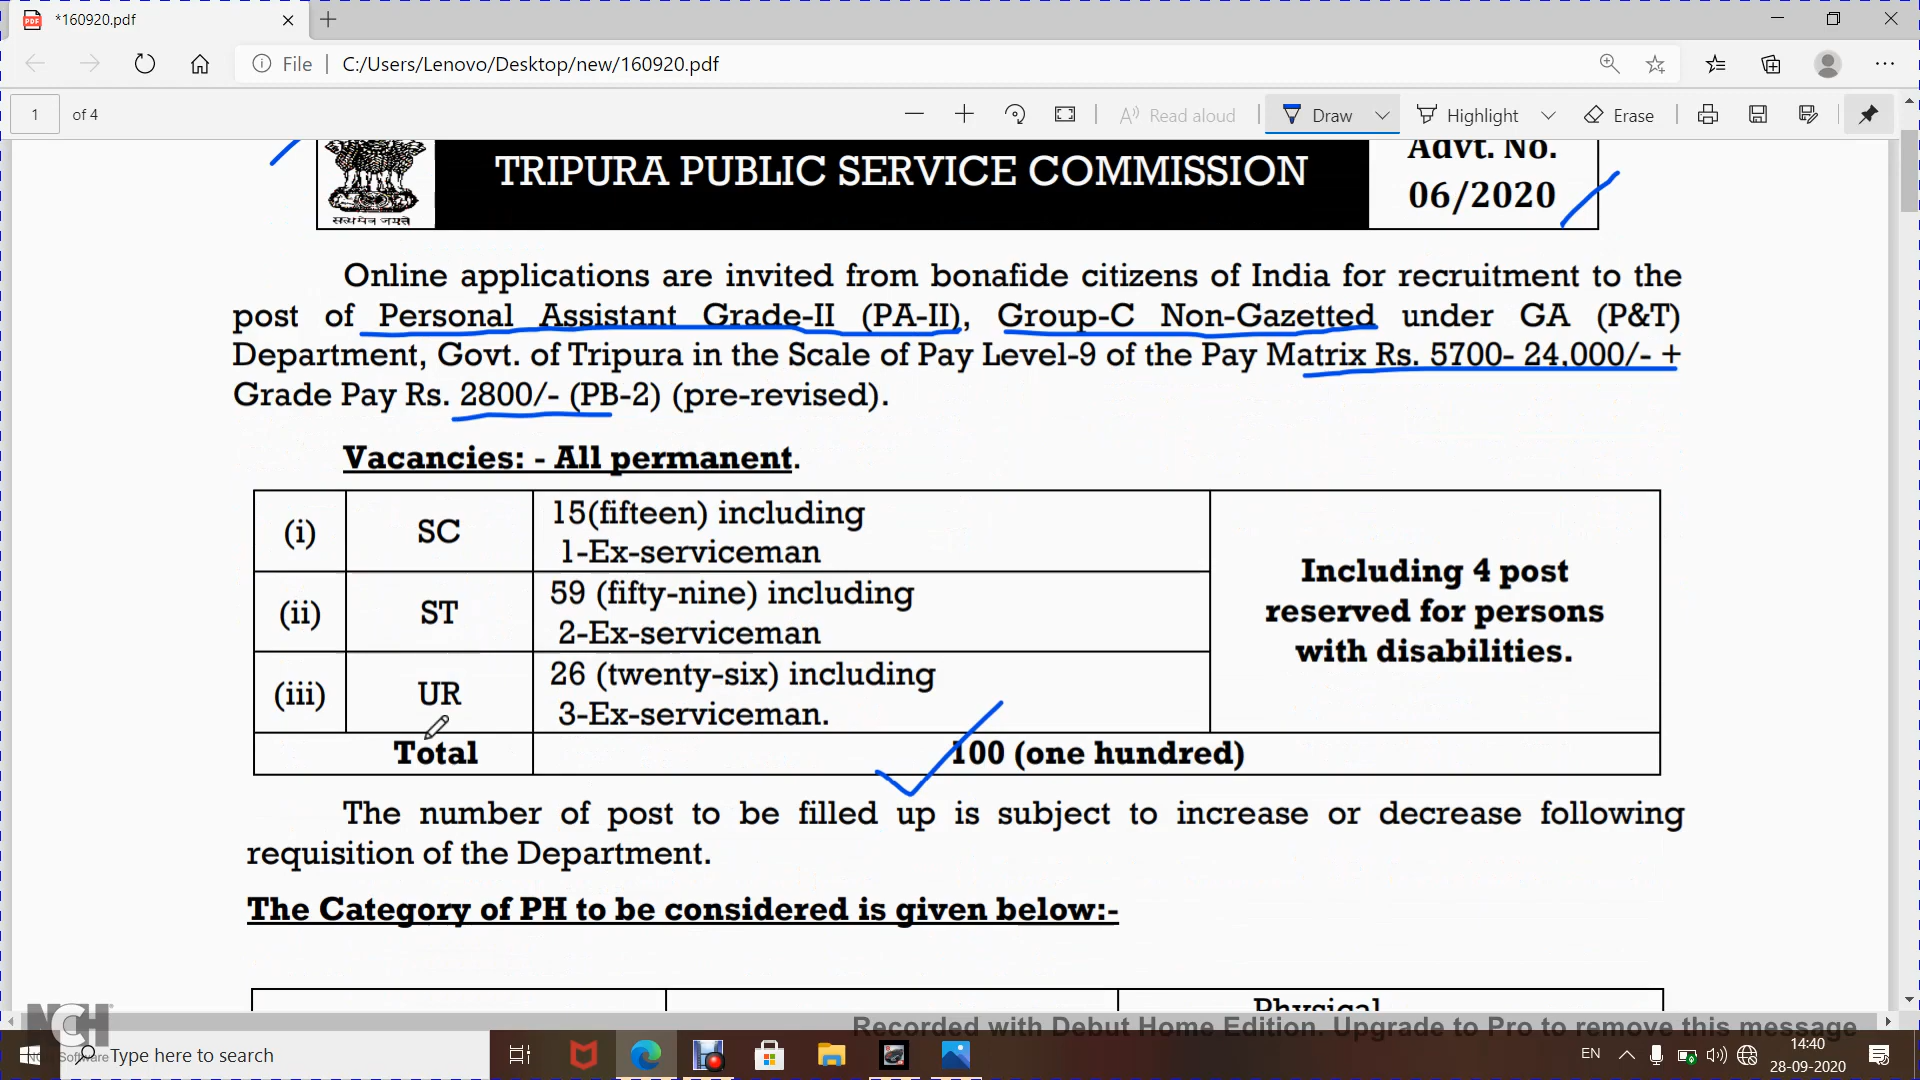 *160920.pdf
File
C:/Users/Lenovo/Desktop/new/160920.pdf
1 of 4
Read aloud
Draw
Highlight
Erase
सत्यमेव जयते
TRIPURA PUBLIC SERVICE COMMISSION
Advt. No.
06/2020
Online applications are invited from bonafide citizens of India for recruitment to the
post of Personal Assistant Grade-II (PA-II), Group-C Non-Gazetted under GA (P&T)
Department, Govt. of Tripura in the Scale of Pay Level-9 of the Pay Matrix Rs. 5700- 24,000/- +
Grade Pay Rs. 2800/- (PB-2) (pre-revised).
Vacancies: - All permanent.
(i) SC 15(fifteen) including
1-Ex-serviceman
(ii) ST 59 (fifty-nine) including
2-Ex-serviceman
(iii) UR 26 (twenty-six) including
3-Ex-serviceman.
Including 4 post
reserved for persons
with disabilities.
Total 100 (one hundred)
The number of post to be filled up is subject to increase or decrease following
requisition of the Department.
The Category of PH to be considered is given below:-
Physical
NCH
Software
Recorded with Debut Home Edition. Upgrade to Pro to remove this message
Type here to search
EN
14:40
28-09-2020